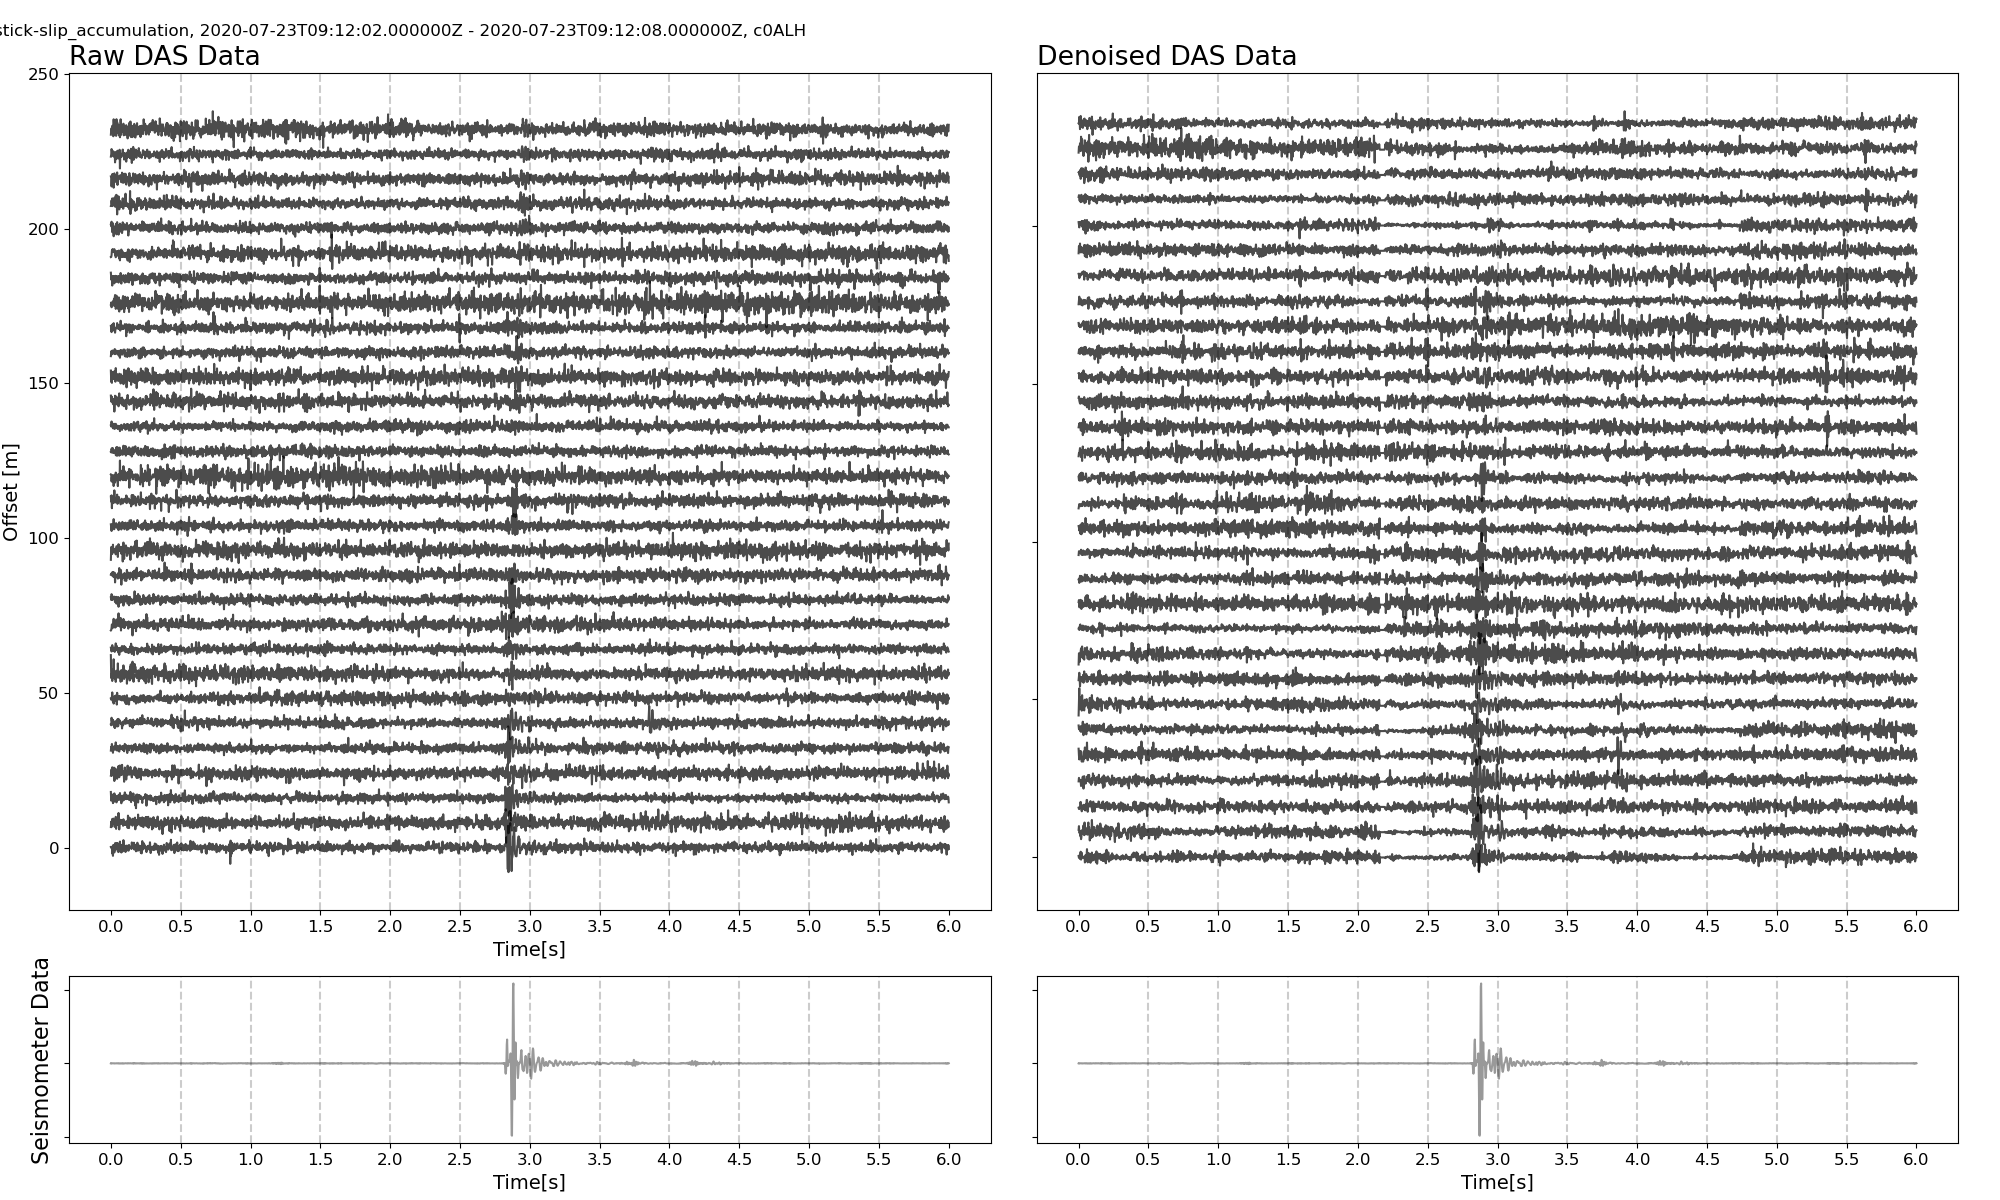 stick-slip_accumulation, 2020-07-23T09:12:02.000000Z - 2020-07-23T09:12:08.000000Z, c0ALH
Raw DAS Data
Denoised DAS Data
Offset [m]
250
200
150
100
50
0
0.0 0.5 1.0 1.5 2.0 2.5 3.0 3.5 4.0 4.5 5.0 5.5 6.0
Time[s]
0.0 0.5 1.0 1.5 2.0 2.5 3.0 3.5 4.0 4.5 5.0 5.5 6.0
Seismometer Data
0.0 0.5 1.0 1.5 2.0 2.5 3.0 3.5 4.0 4.5 5.0 5.5 6.0
Time[s]
0.0 0.5 1.0 1.5 2.0 2.5 3.0 3.5 4.0 4.5 5.0 5.5 6.0
Time[s]